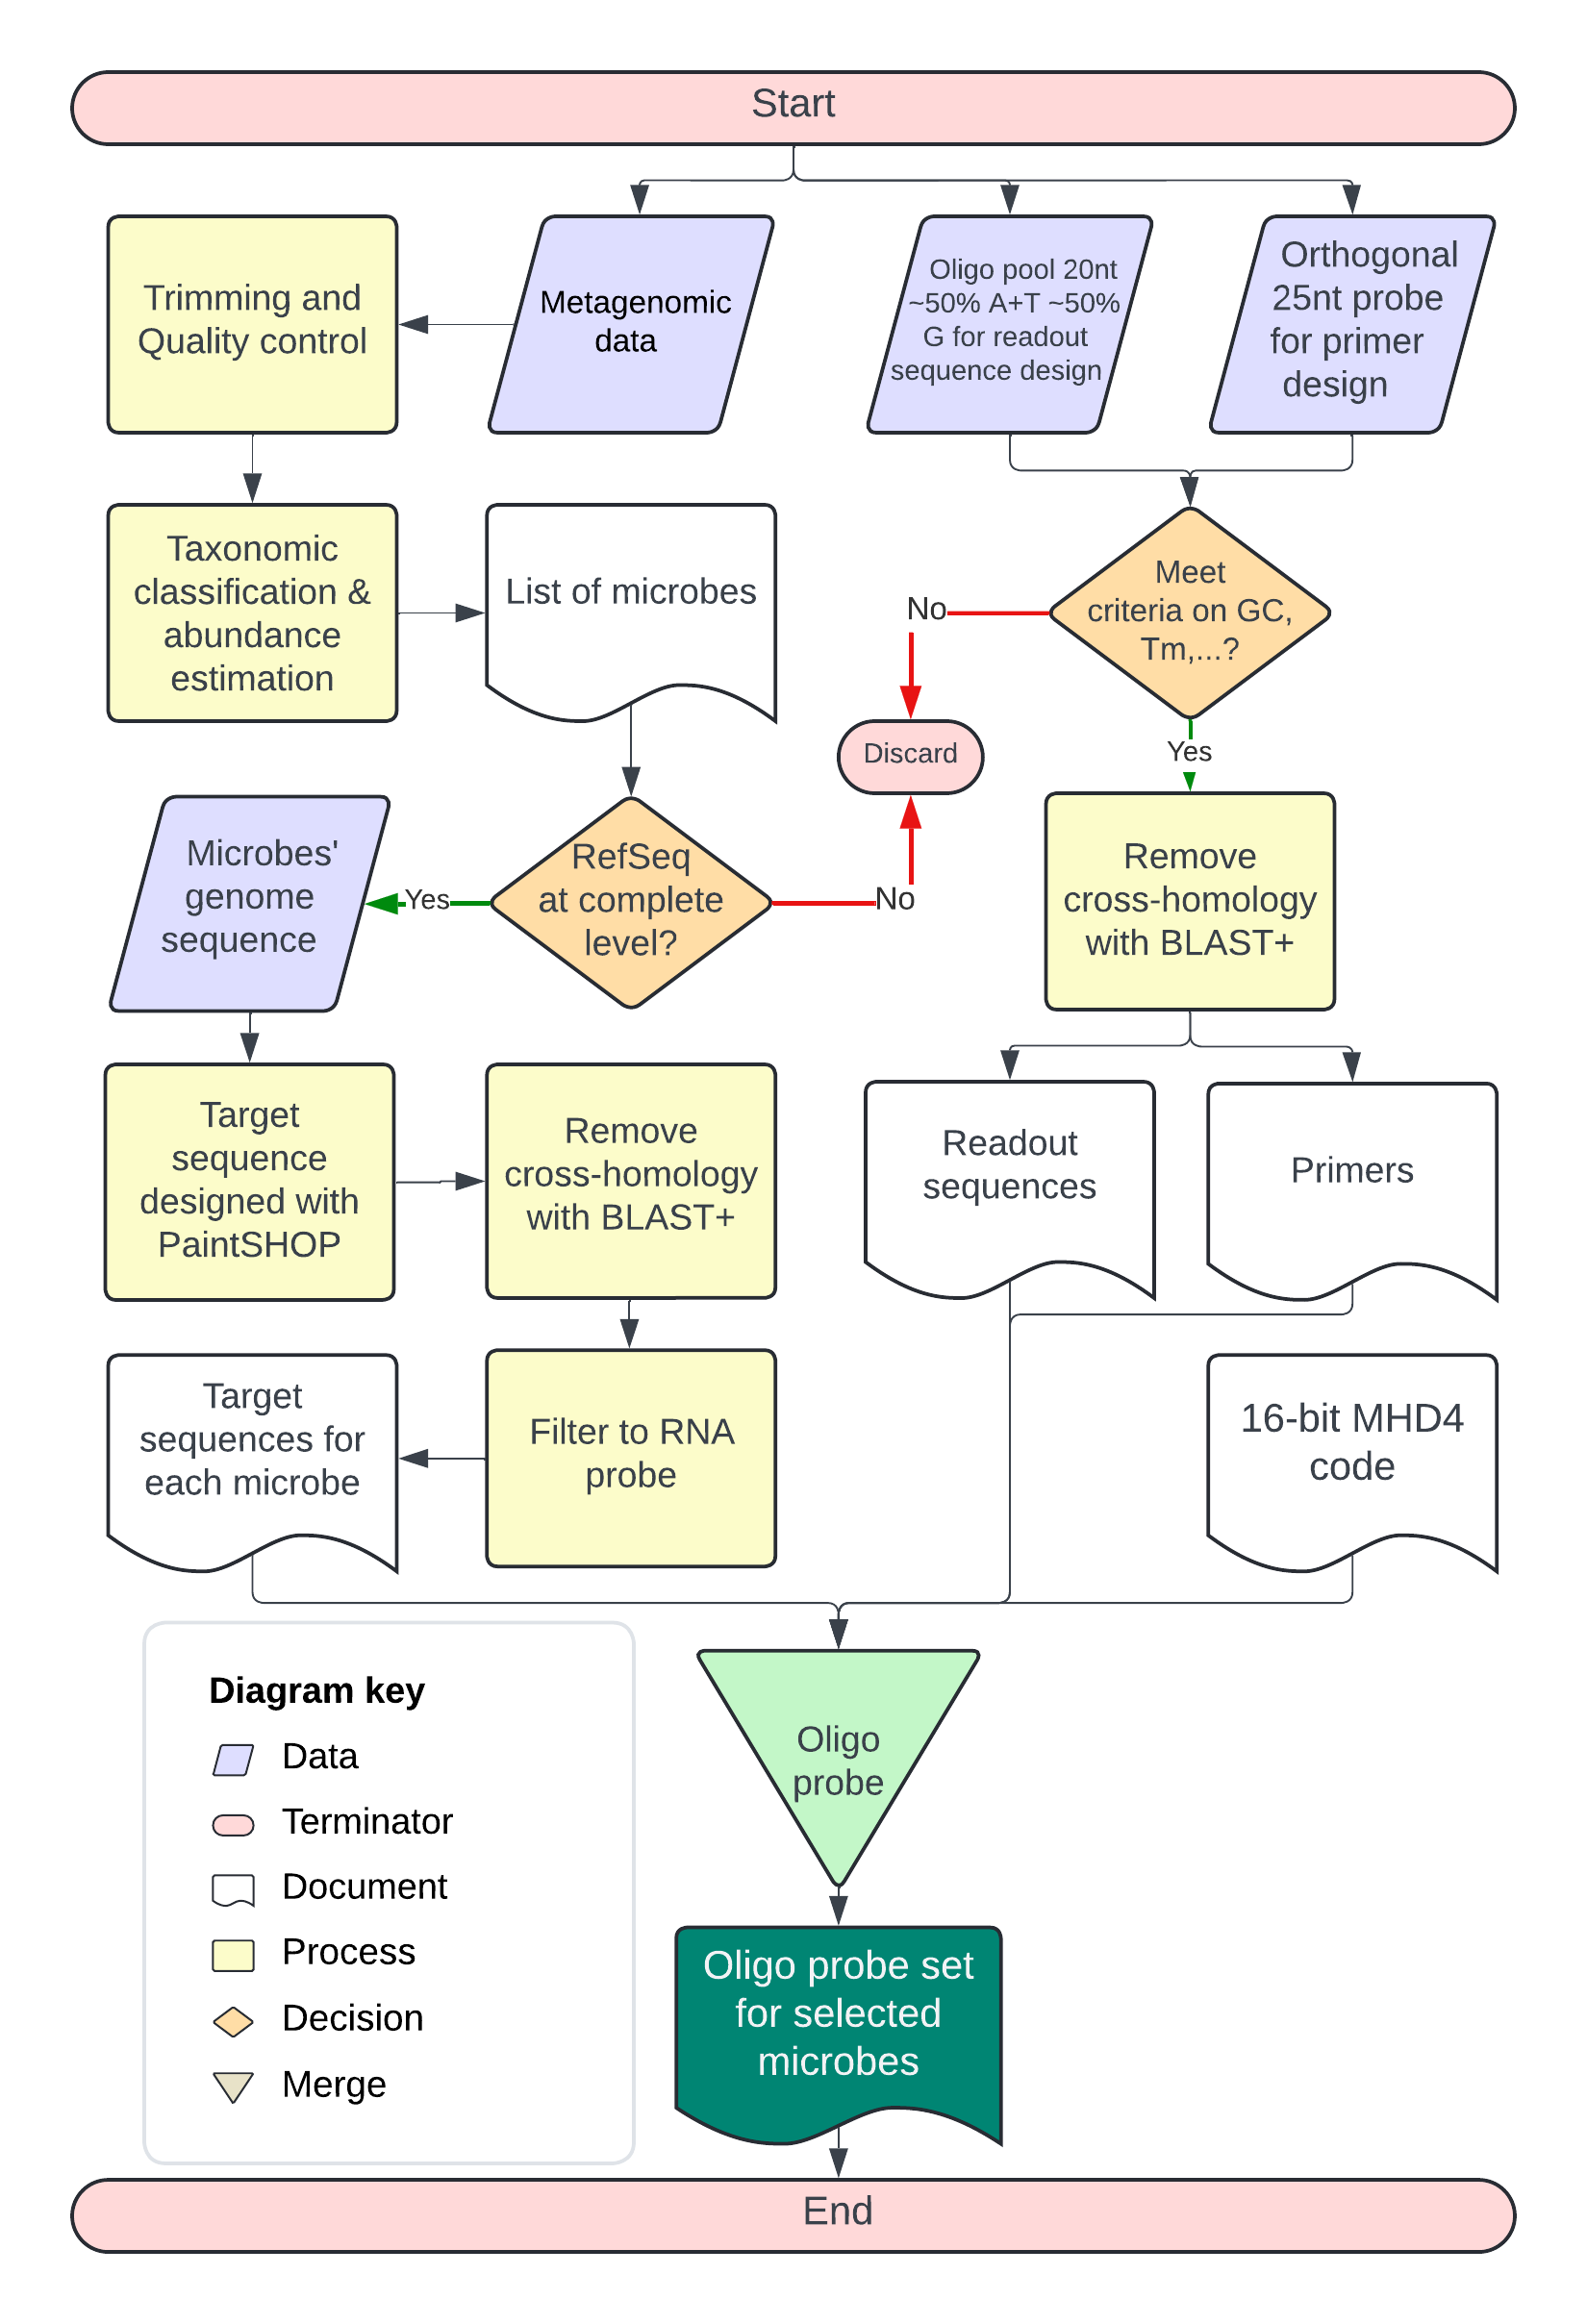 Start
Trimming and
Quality control
Metagenomic
data
Oligo pool 20nt
~50% A+T ~50%
G for readout
sequence design
Orthogonal
25nt probe
for primer
design
Taxonomic
classification &
abundance
estimation
List of microbes
Meet
criteria on GC,
Tm,...?
No
Yes
Discard
Microbes'
genome
sequence
Yes
RefSeq
at complete
level?
No
Remove
cross-homology
with BLAST+
Target
sequence
designed with
PaintSHOP
Remove
cross-homology
with BLAST+
Readout
sequences
Primers
Target
sequences for
each microbe
Filter to RNA
probe
16-bit MHD4
code
Oligo
probe
Diagram key
Data
Terminator
Document
Process
Decision
Merge
Oligo probe set
for selected
microbes
End